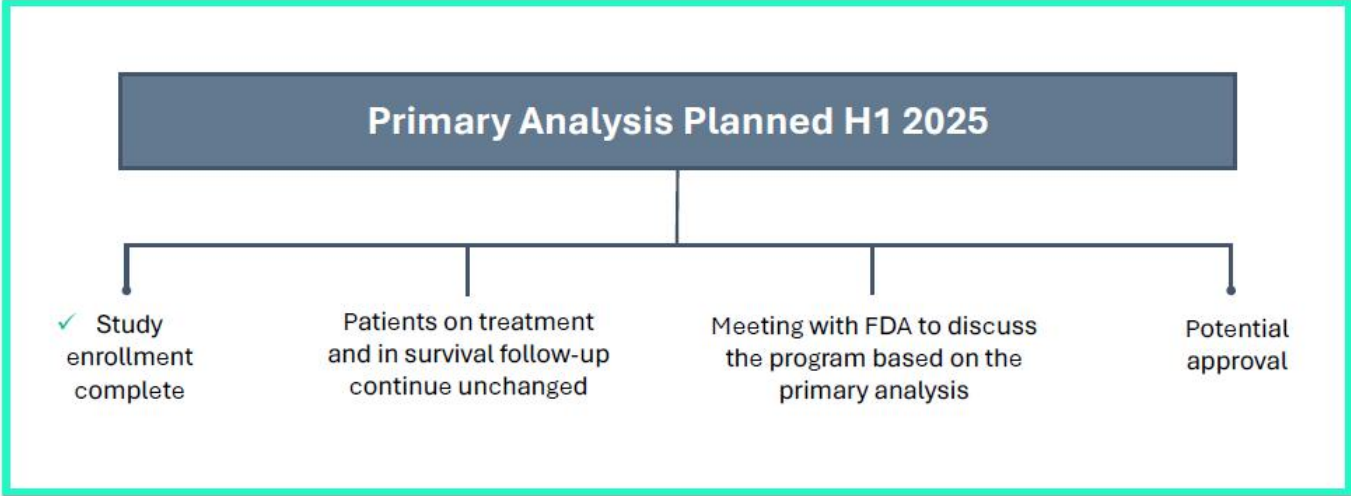 Primary Analysis Planned H1 2025
✓ Study
enrollment
complete
Patients on treatment
and in survival follow-up
continue unchanged
Meeting with FDA to discuss
the program based on the
primary analysis
Potential
approval